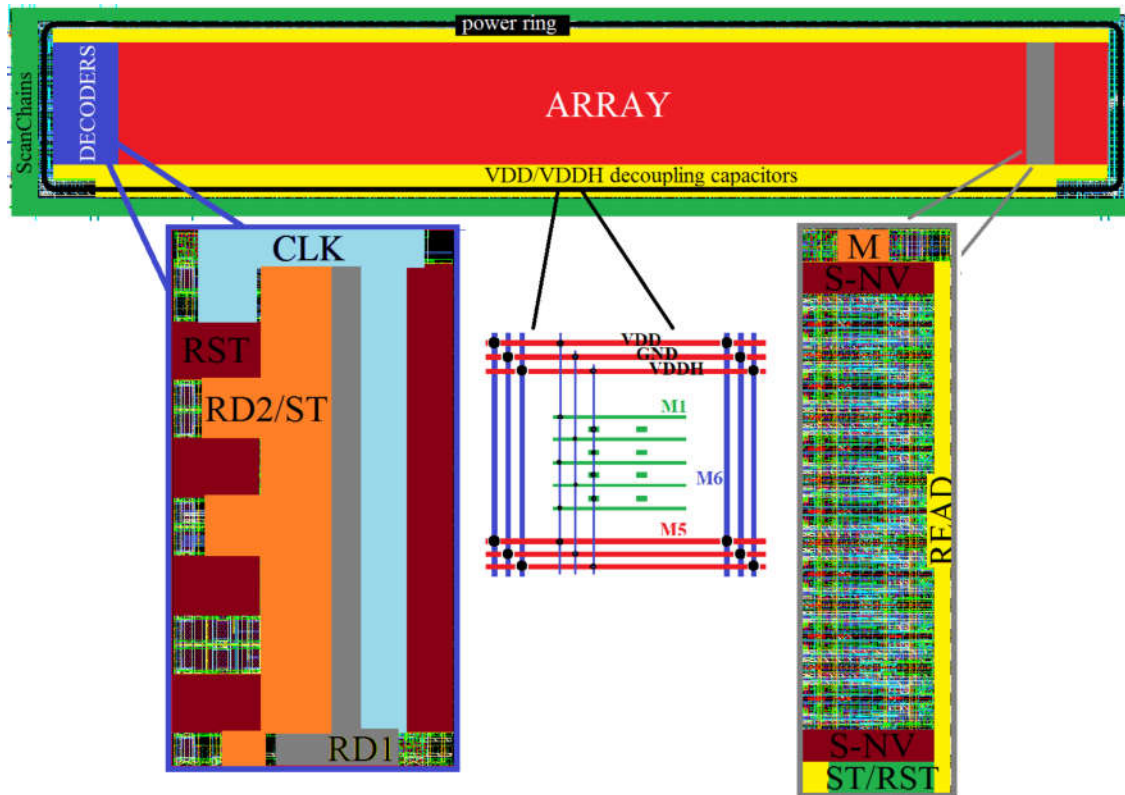 power ring
ScanChains
DECODERS
ARRAY
VDD/VDDH decoupling capacitors
CLK
RST
RD2/ST
RD1
VDD
GND
VDDH
M1
M6
M5
M
S-NV
READ
S-NV
ST/RST